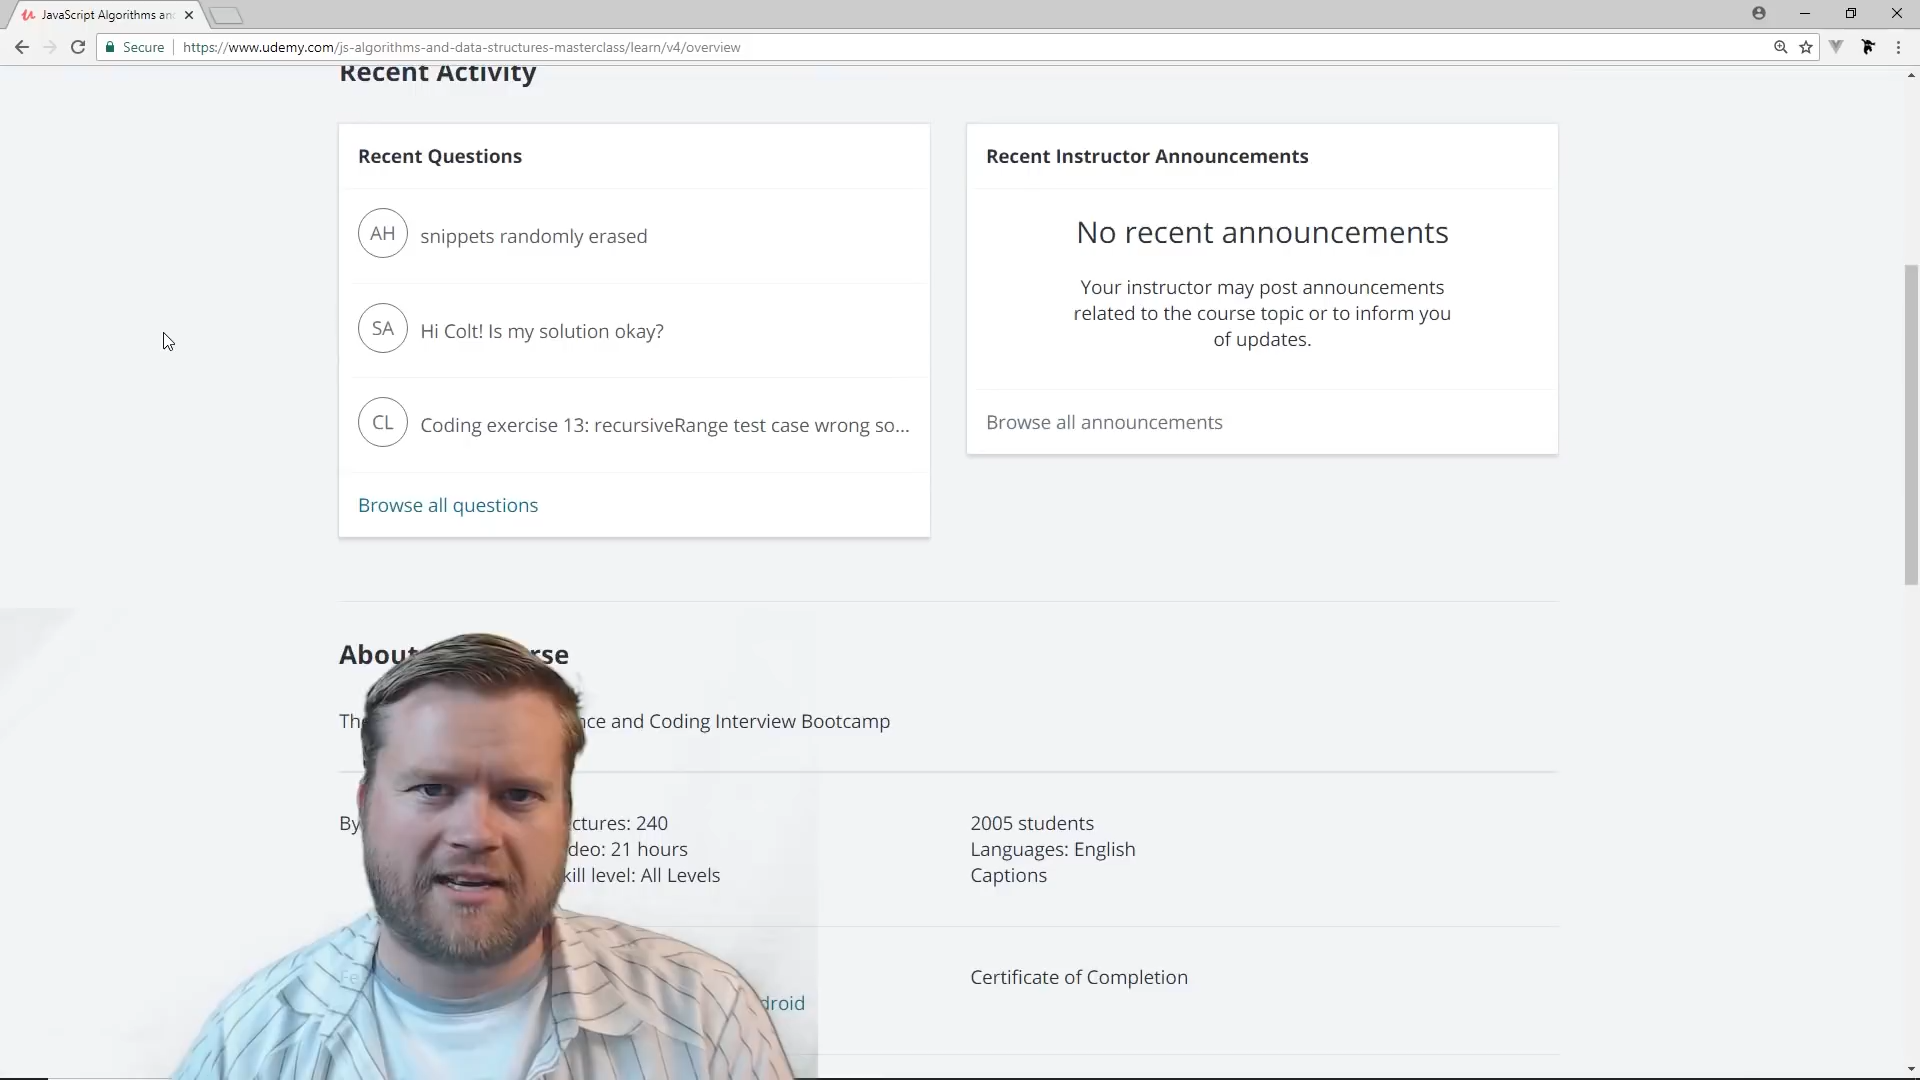 JavaScript Algorithms an
Secure
https://www.udemy.com/js-algorithms-and-data-structures-masterclass/learn/v4/overview
Recent Activity
Recent Questions
AH
snippets randomly erased
SA
Hi Colt! Is my solution okay?
CL
Coding exercise 13: recursiveRange test case wrong so...
Browse all questions
Recent Instructor Announcements
No recent announcements
Your instructor may post announcements
related to the course topic or to inform you
of updates.
Browse all announcements
About rse
Th nce and Coding Interview Bootcamp
By
ctures: 240
deo: 21 hours
kill level: All Levels
2005 students
Languages: English
Captions
Fe
droid
Certificate of Completion